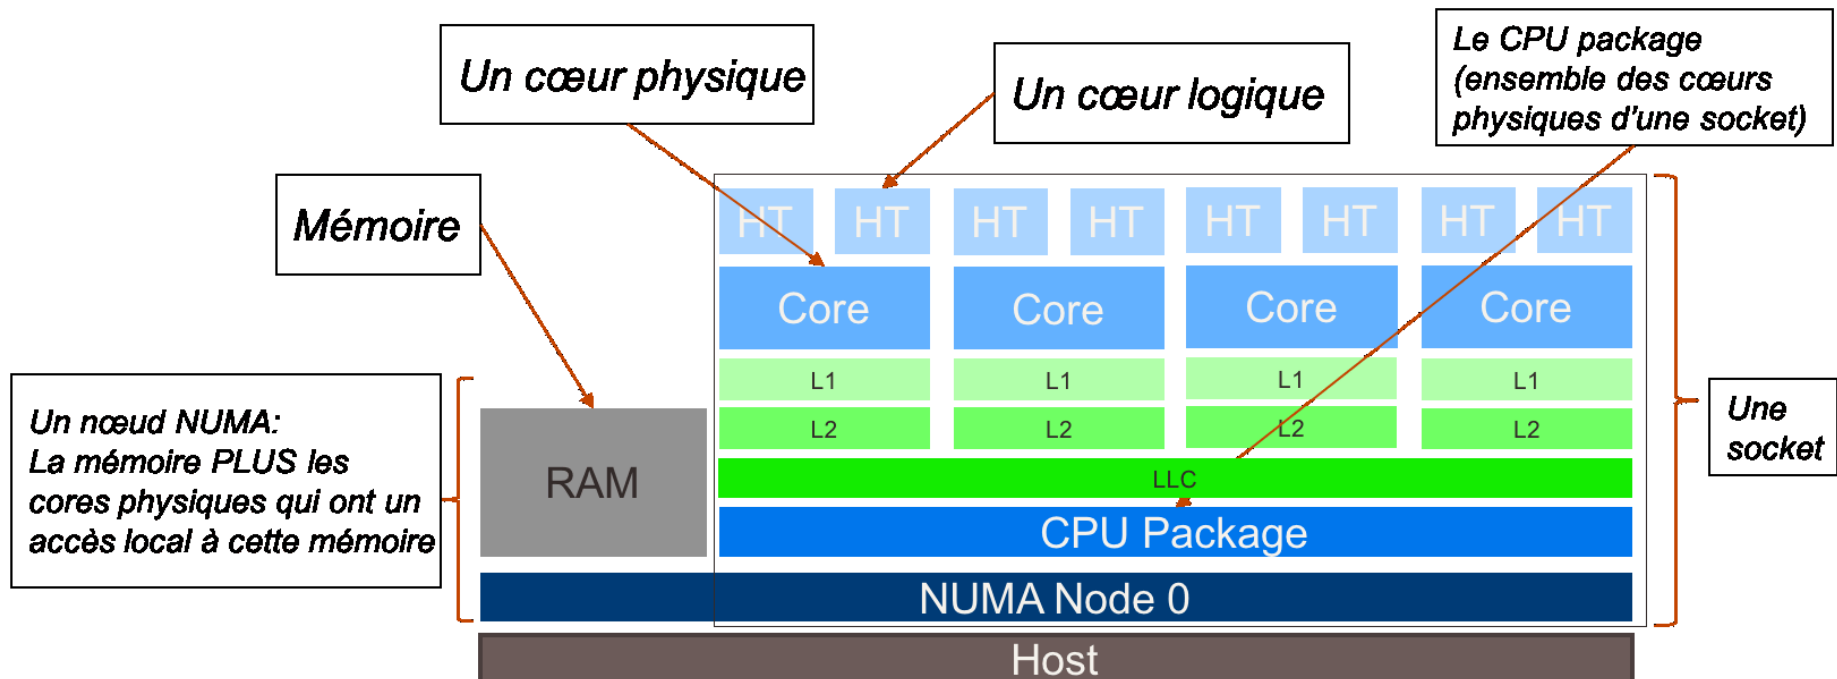 Un cœur physique
Un cœur logique
Le CPU package
(ensemble des cœurs
physiques d'une socket)
Mémoire
HT HT HT HT HT HT HT HT
Core Core Core Core
L1 L1 L1 L1
L2 L2 L2 L2
Un nœud NUMA:
La mémoire PLUS les
cores physiques qui ont un
accès local à cette mémoire
RAM
LLC
CPU Package
Une
socket
NUMA Node 0
Host